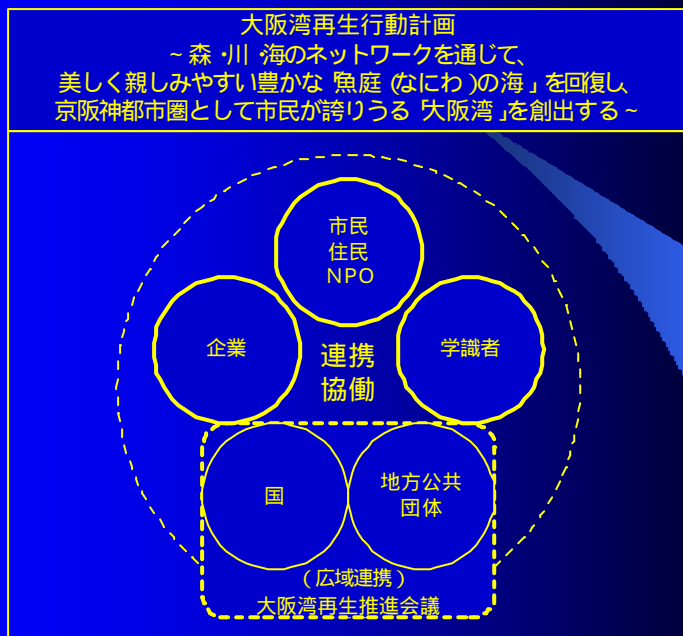 大阪湾再生行動計画
~森・川・海のネットワークを通じて、
美しく親しみやすい豊かな「魚庭(なにわ)の海」を回復し、
京阪神都市圏として市民が誇りうる「大阪湾」を創出する~
市民
住民
NPO
企業
連携
協働
学識者
国
地方公共
団体
(広域連携)
大阪湾再生推進会議